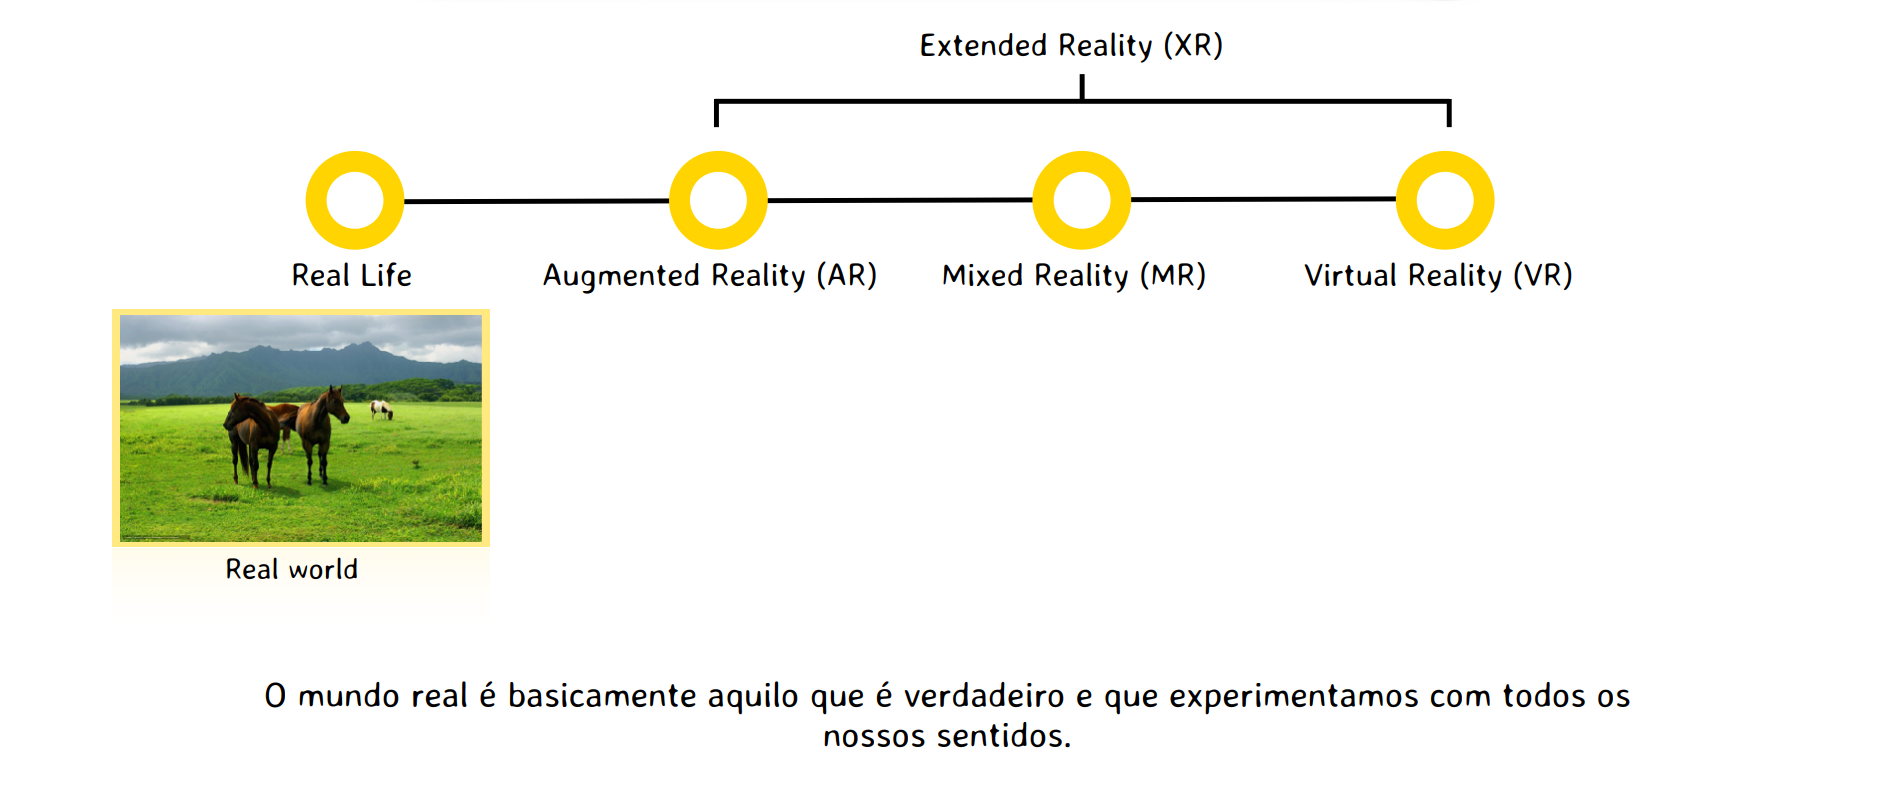 Extended Reality (XR)
Real Life
Augmented Reality (AR)
Mixed Reality (MR)
Virtual Reality (VR)
Real world
O mundo real é basicamente aquilo que é verdadeiro e que experimentamos com todos os
nossos sentidos.